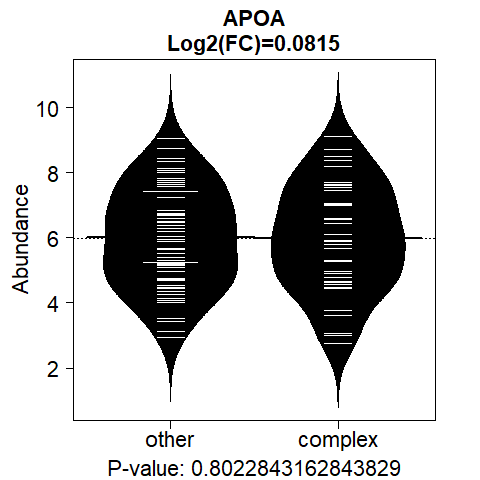 APOA
Log2(FC)=0.0815
Abundance
10
8
6
4
2
other
complex
P-value: 0.8022843162843829